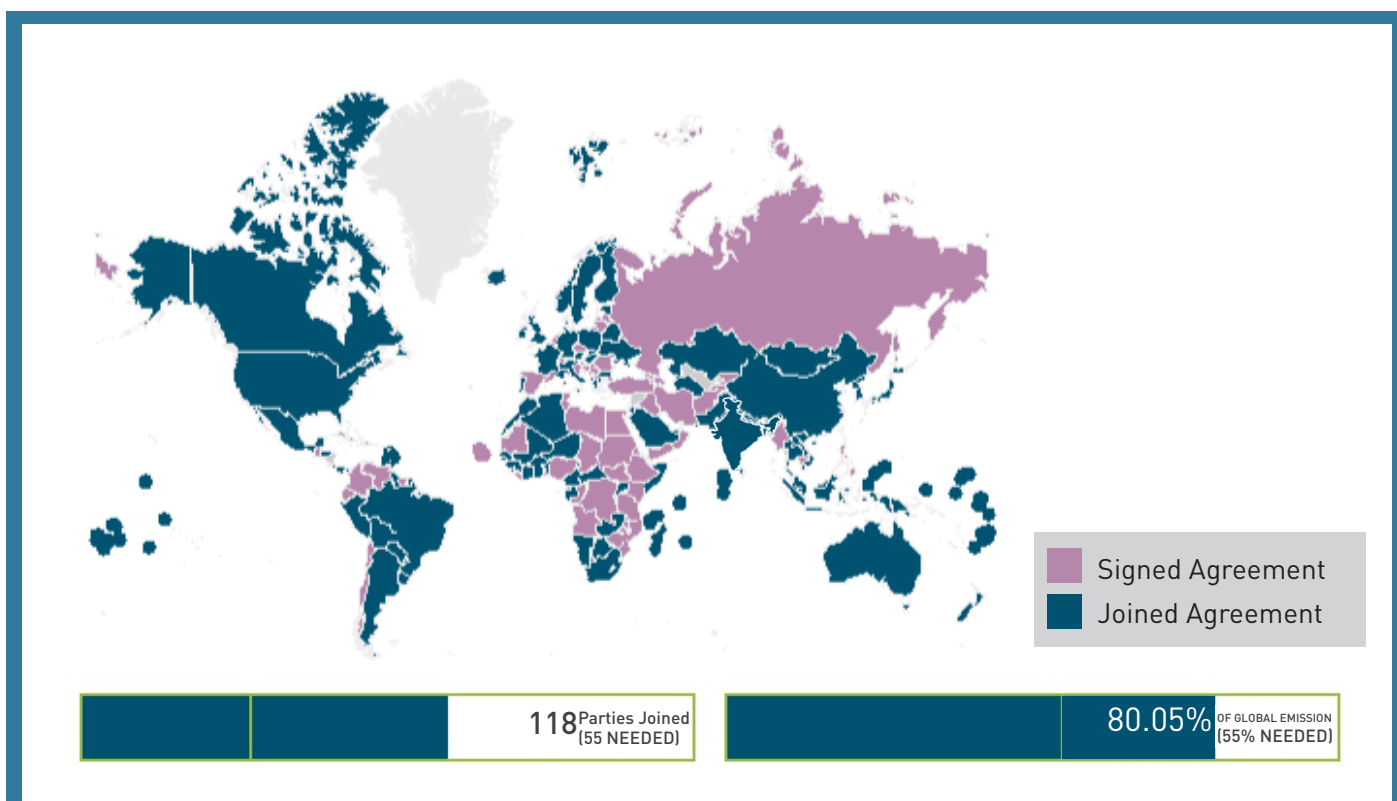 Signed Agreement
Joined Agreement
118 Parties Joined
(55 NEEDED)
80.05% OF GLOBAL EMISSION
(55% NEEDED)